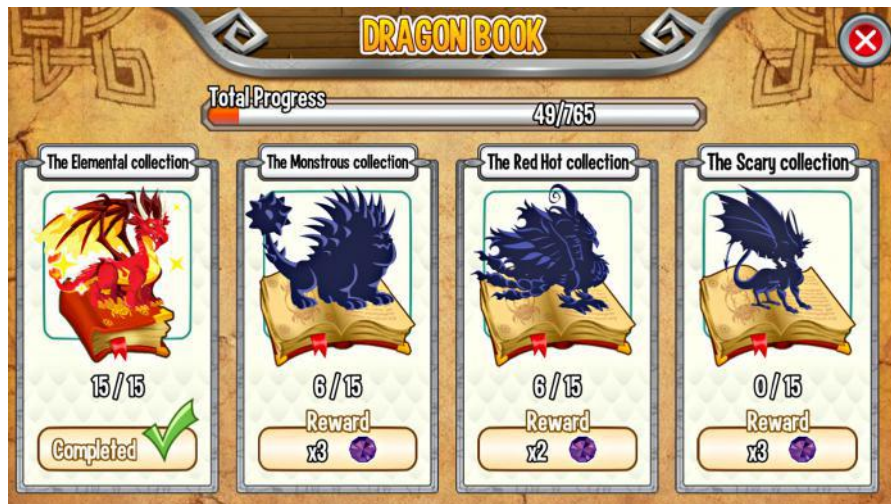 DRAGON BOOK
Total Progress
49/765
The Elemental collection
15/15
Completed
The Monstrous collection
6/15
Reward
x3
The Red Hot collection
6/15
Reward
x2
The Scary collection
0/15
Reward
x3